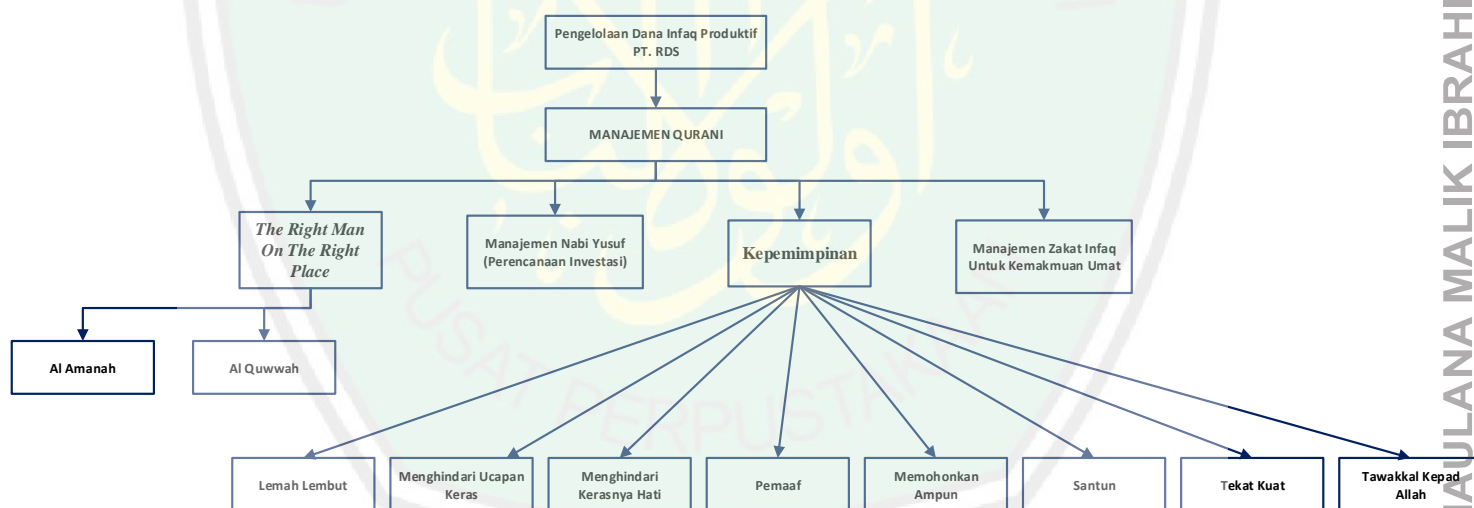 Pengelolaan Dana Infaq Produktif
PT. RDS
MANAJEMEN QURANI
The Right Man
On The Right
Place
Manajemen Nabi Yusuf
(Perencanaan Investasi)
Kepemimpinan
Manajemen Zakat Infaq
Untuk Kemakmuan Umat
Al Amanah
Al Quwwah
Lemah Lembut
Menghindari Ucapan
Keras
Menghindari
Kerasnya Hati
Pemaaf
Memohonkan
Ampun
Santun
Tekat Kuat
Tawakkal Kepad
Allah
PUSAT PERPUSTAKAAN
MAULANA MALIK IBRAHI